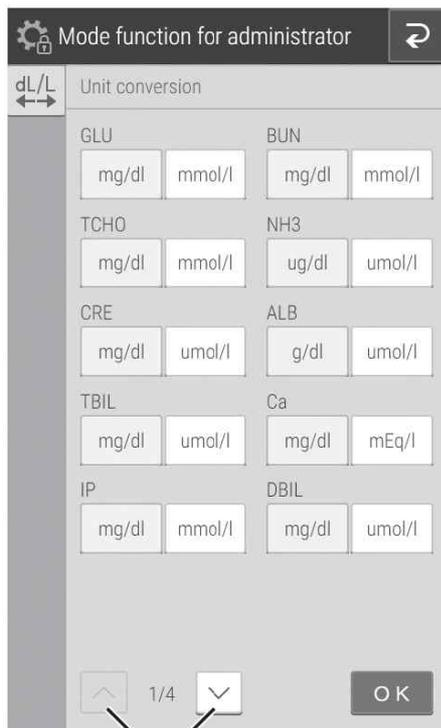 Mode function for administrator
dL/L
Unit conversion
GLU
BUN
mg/dl mmol/l mg/dl mmol/l
TCHO
NH3
mg/dl mmol/l ug/dl umol/l
CRE
ALB
mg/dl umol/l g/dl umol/l
TBIL
Ca
mg/dl umol/l mg/dl mEq/l
IP
DBIL
mg/dl mmol/l mg/dl umol/l
1/4
OK